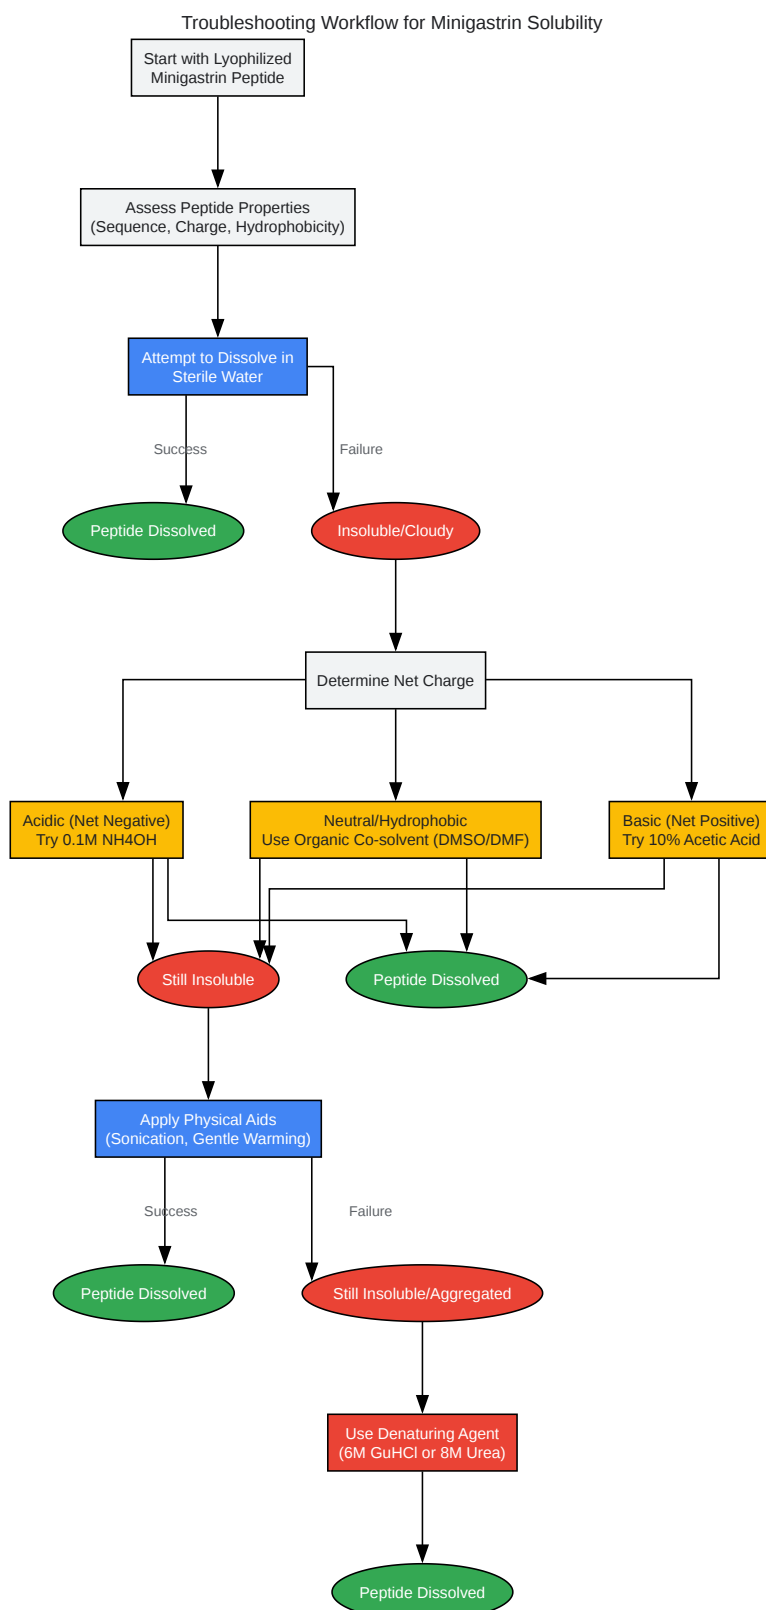 Troubleshooting Workflow for Minigastrin Solubility
Start with Lyophilized
Minigastrin Peptide
Assess Peptide Properties
(Sequence, Charge, Hydrophobicity)
Attempt to Dissolve in
Sterile Water
Success
Failure
Peptide Dissolved
Insoluble/Cloudy
Determine Net Charge
Acidic (Net Negative)
Try 0.1M NH4OH
Neutral/Hydrophobic
Use Organic Co-solvent (DMSO/DMF)
Basic (Net Positive)
Try 10% Acetic Acid
Still Insoluble
Peptide Dissolved
Apply Physical Aids
(Sonication, Gentle Warming)
Success
Failure
Peptide Dissolved
Still Insoluble/Aggregated
Use Denaturing Agent
(6M GuHCl or 8M Urea)
Peptide Dissolved